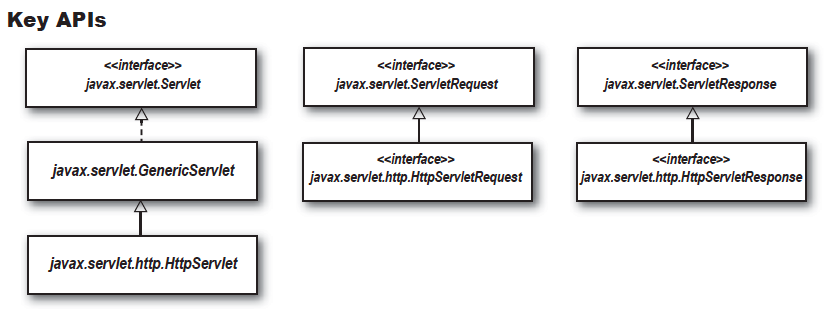 Key APIs
<<interface>>
javax.servlet.Servlet
javax.servlet.GenericServlet
javax.servlet.http.HttpServlet
<<interface>>
javax.servlet.ServletRequest
<<interface>>
javax.servlet.http.HttpServletRequest
<<interface>>
javax.servlet.ServletResponse
<<interface>>
javax.servlet.http.HttpServletResponse